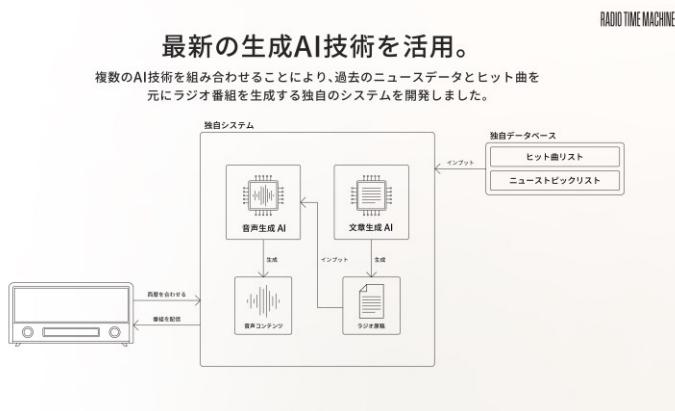 RADIO TIME MACHINE
最新の生成AI技術を活用。
複数のAI技術を組み合わせることにより、過去のニュースデータとヒット曲を
元にラジオ番組を生成する独自のシステムを開発しました。
独自システム
独自データベース
インプット
ヒット曲リスト
ニューストピックリスト
音声生成 AI
文章生成 AI
生成
インプット
生成
西暦を合わせる
番組を配信
音声コンテンツ
ラジオ原稿